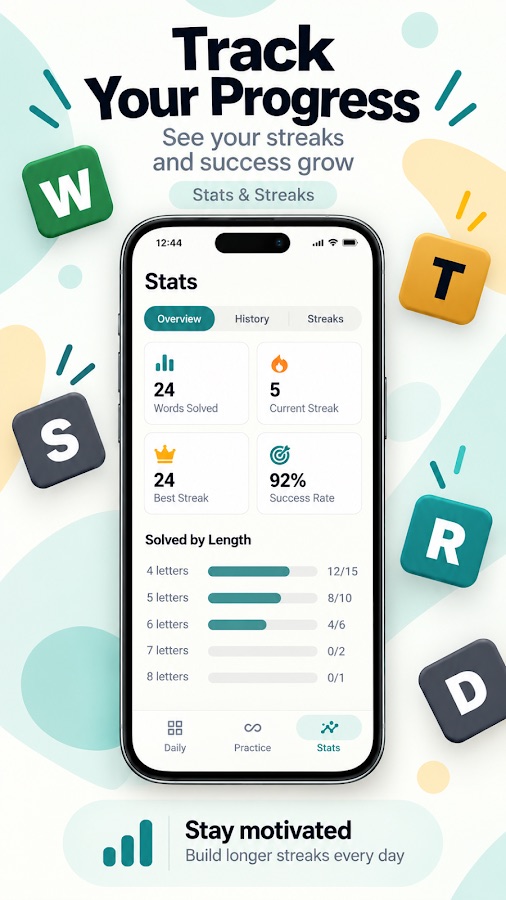 Track
Your Progress
See your streaks
and success grow
Stats & Streaks
W
T
S
R
D
12:44
Stats
Overview History Streaks
24
Words Solved
5
Current Streak
24
Best Streak
92%
Success Rate
Solved by Length
4 letters 12/15
5 letters 8/10
6 letters 4/6
7 letters 0/2
8 letters 0/1
Daily Practice Stats
Stay motivated
Build longer streaks every day